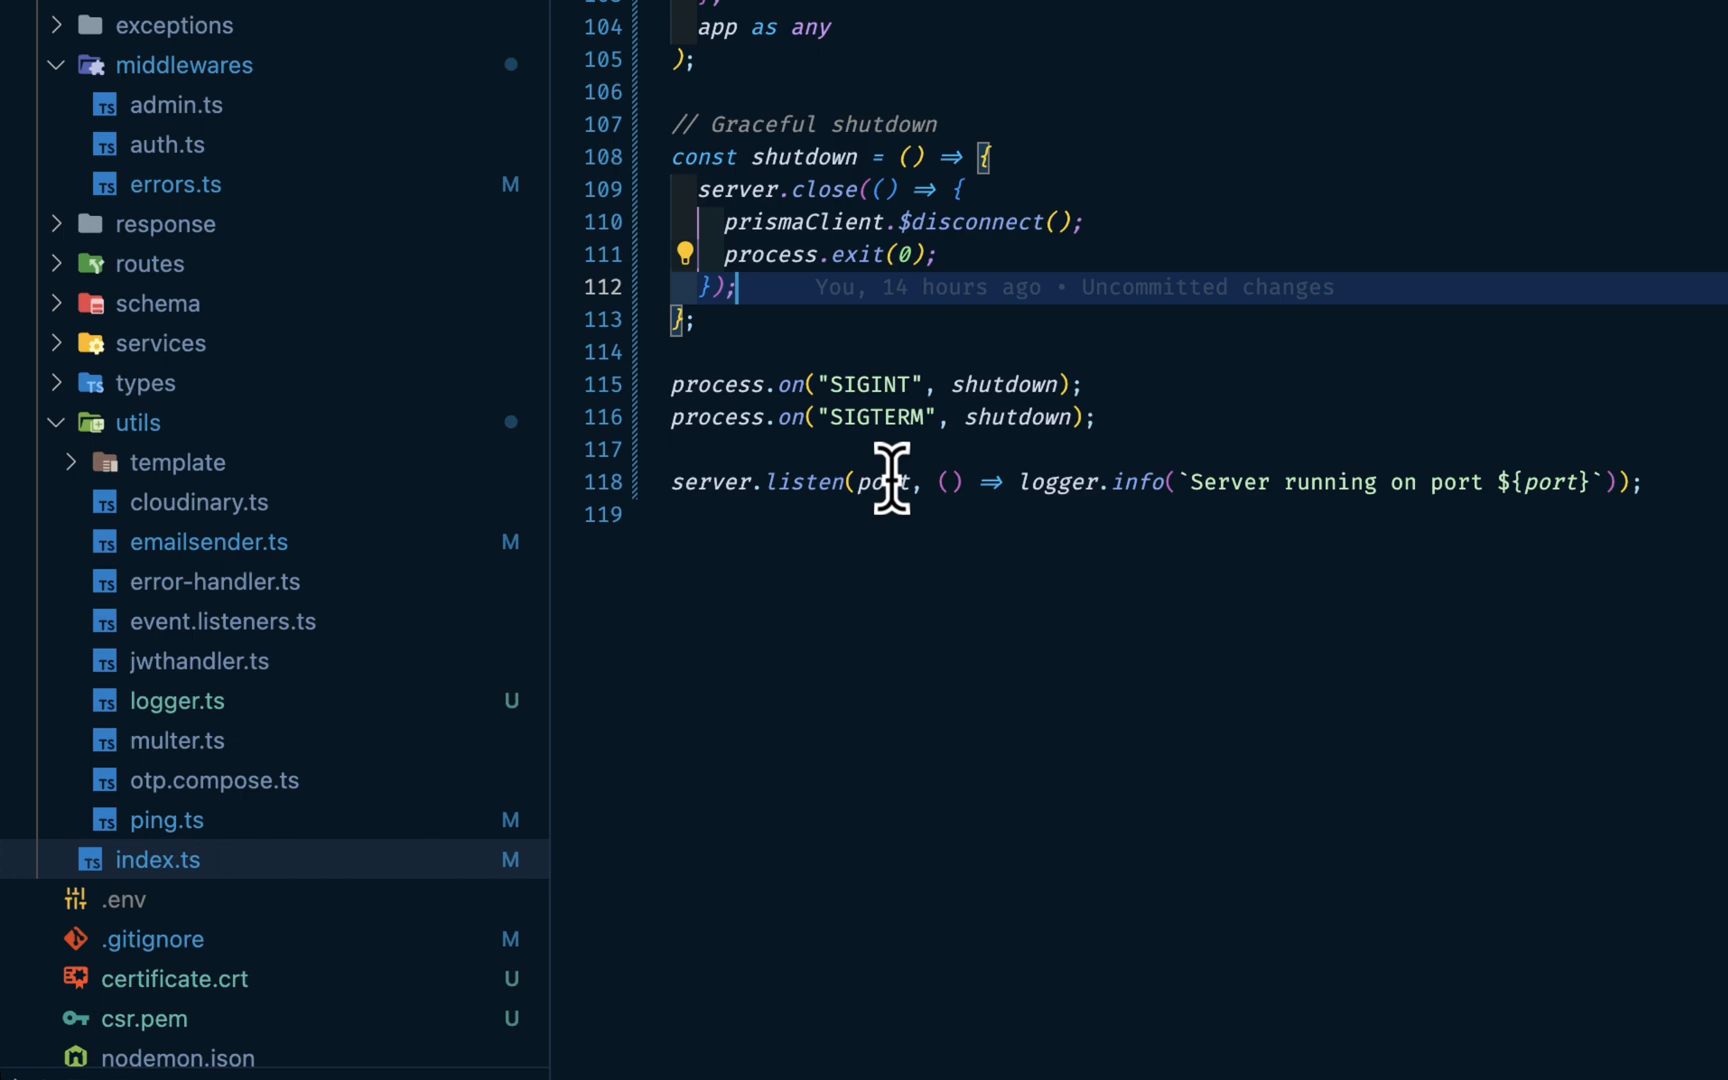 exceptions
middlewares
admin.ts
auth.ts
errors.ts M
response
routes
schema
services
types
utils
template
cloudinary.ts
emailsender.ts M
error-handler.ts
event.listeners.ts
jwthandler.ts
logger.ts U
multer.ts
otp.compose.ts
ping.ts M
index.ts M
.env
.gitignore M
certificate.crt U
csr.pem U
nodemon.json
104 app as any
105 );
106
107 // Graceful shutdown
108 const shutdown = () => {
109 server.close(() => {
110 prismaClient.$disconnect();
111 process.exit(0);
112 }); You, 14 hours ago • Uncommitted changes
113 };
114
115 process.on("SIGINT", shutdown);
116 process.on("SIGTERM", shutdown);
117
118 server.listen(port, () => logger.info(`Server running on port ${port}`));
119